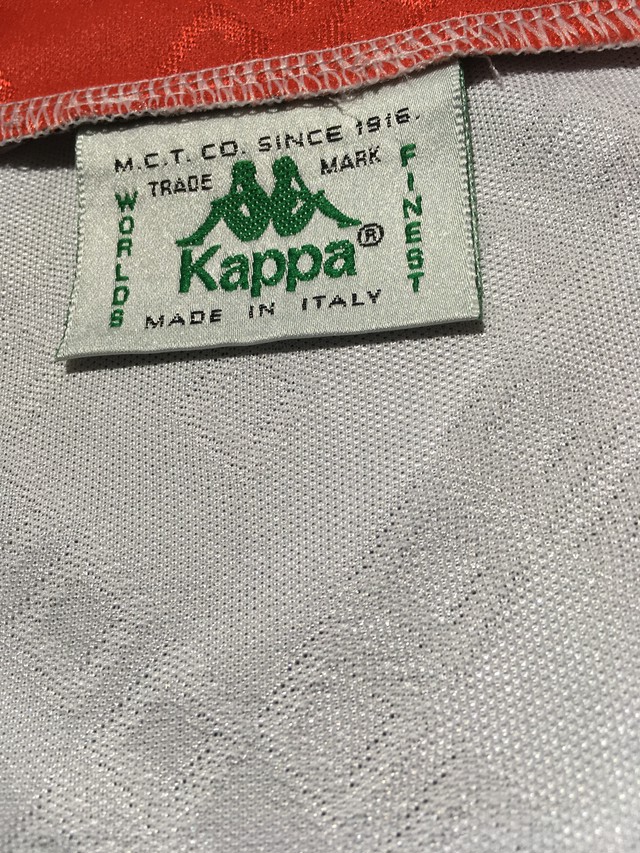 M.C.T. CO. SINCE 1916.
TRADE MARK
WORLDS
FINEST
Kappa®
MADE IN ITALY